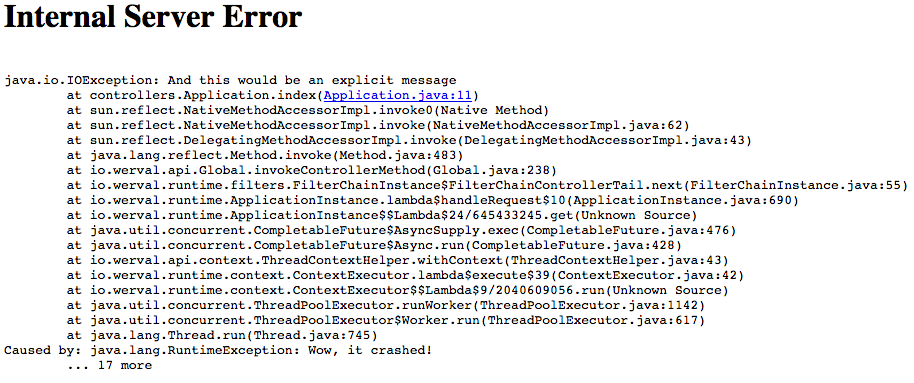 Internal Server Error
java.io.IOException: And this would be an explicit message
at controllers.Application.index(Application.java:11)
at sun.reflect.NativeMethodAccessorImpl.invoke0(Native Method)
at sun.reflect.NativeMethodAccessorImpl.invoke(NativeMethodAccessorImpl.java:62)
at sun.reflect.DelegatingMethodAccessorImpl.invoke(DelegatingMethodAccessorImpl.java:43)
at java.lang.reflect.Method.invoke(Method.java:483)
at io.werval.api.Global.invokeControllerMethod(Global.java:238)
at io.werval.runtime.filters.FilterChainInstance$FilterChainControllerTail.next(FilterChainInstance.java:55)
at io.werval.runtime.ApplicationInstance.lambda$handleRequest$10(ApplicationInstance.java:690)
at io.werval.runtime.ApplicationInstance$$Lambda$24/645433245.get(Unknown Source)
at java.util.concurrent.CompletableFuture$AsyncSupply.exec(CompletableFuture.java:476)
at java.util.concurrent.CompletableFuture$Async.run(CompletableFuture.java:428)
at io.werval.api.context.ThreadContextHelper.withContext(ThreadContextHelper.java:43)
at io.werval.runtime.context.ContextExecutor.lambda$execute$39(ContextExecutor.java:42)
at io.werval.runtime.context.ContextExecutor$$Lambda$9/2040609056.run(Unknown Source)
at java.util.concurrent.ThreadPoolExecutor.runWorker(ThreadPoolExecutor.java:1142)
at java.util.concurrent.ThreadPoolExecutor$Worker.run(ThreadPoolExecutor.java:617)
at java.lang.Thread.run(Thread.java:745)
Caused by: java.lang.RuntimeException: Wow, it crashed!
... 17 more